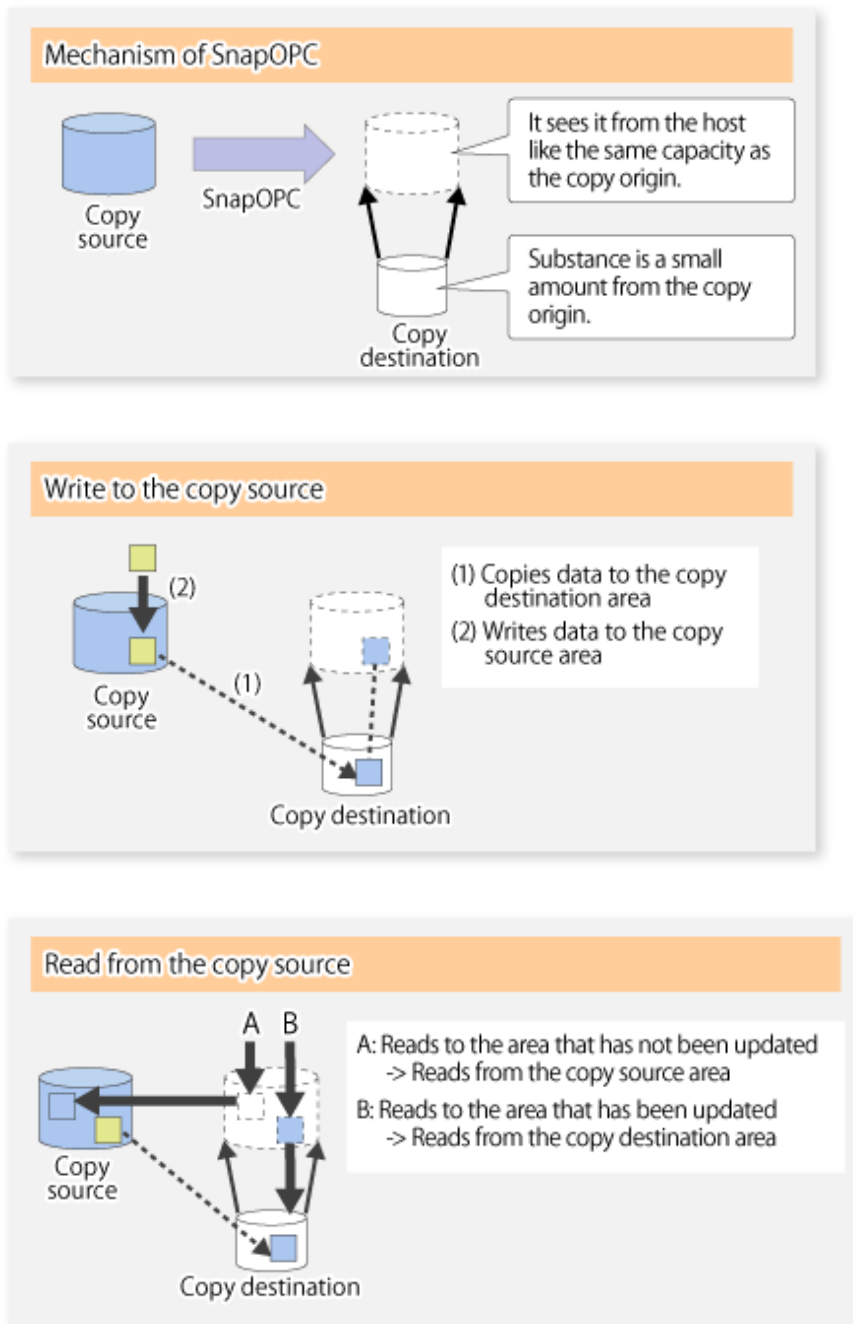 Mechanism of SnapOPC
Copy
source
SnapOPC
It sees it from the host
like the same capacity as
the copy origin.
Substance is a small
amount from the copy
origin.
Copy
destination
Write to the copy source
(2)
(1)
Copy
source
Copy destination
(1) Copies data to the copy
destination area
(2) Writes data to the copy
source area
Read from the copy source
A B
A: Reads to the area that has not been updated
-> Reads from the copy source area
B: Reads to the area that has been updated
-> Reads from the copy destination area
Copy
source
Copy destination